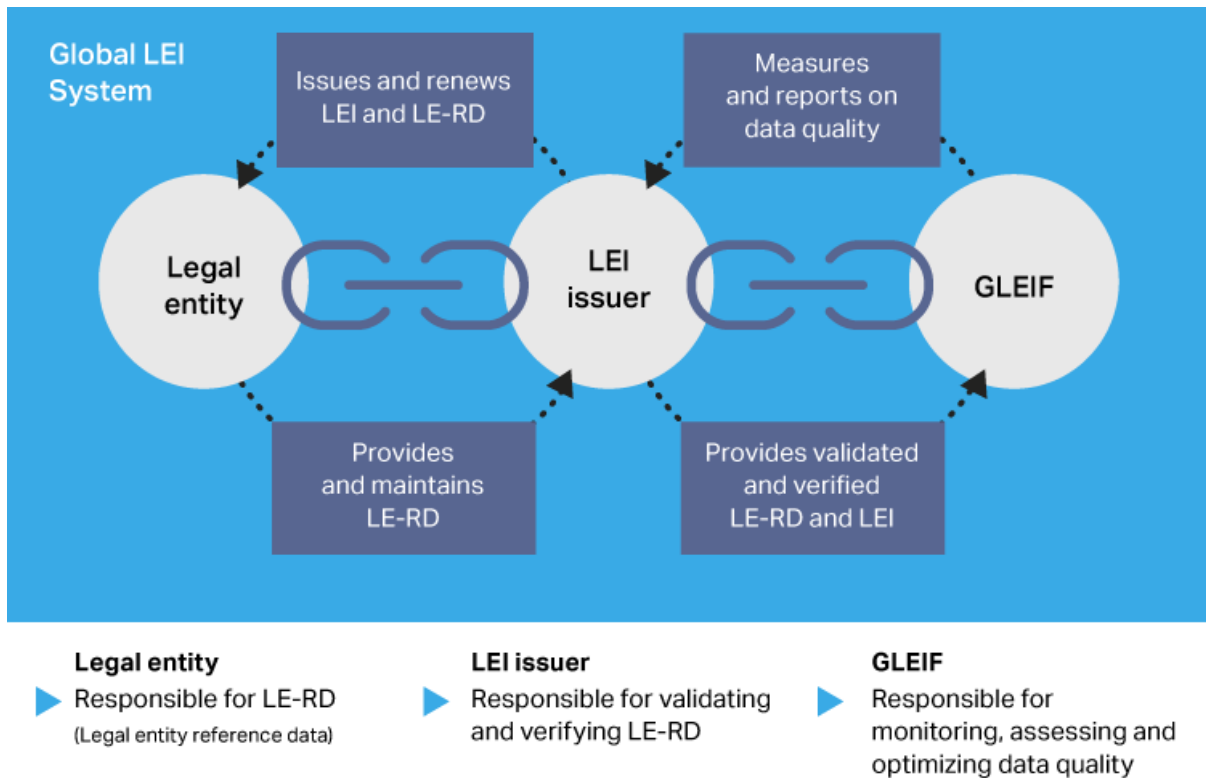 Global LEI
System
Issues and renews
LEI and LE-RD
Measures
and reports on
data quality
Legal
entity
LEI
issuer
GLEIF
Provides
and maintains
LE-RD
Provides validated
and verified
LE-RD and LEI
Legal entity
Responsible for LE-RD
(Legal entity reference data)
LEI issuer
Responsible for validating
and verifying LE-RD
GLEIF
Responsible for
monitoring, assessing and
optimizing data quality